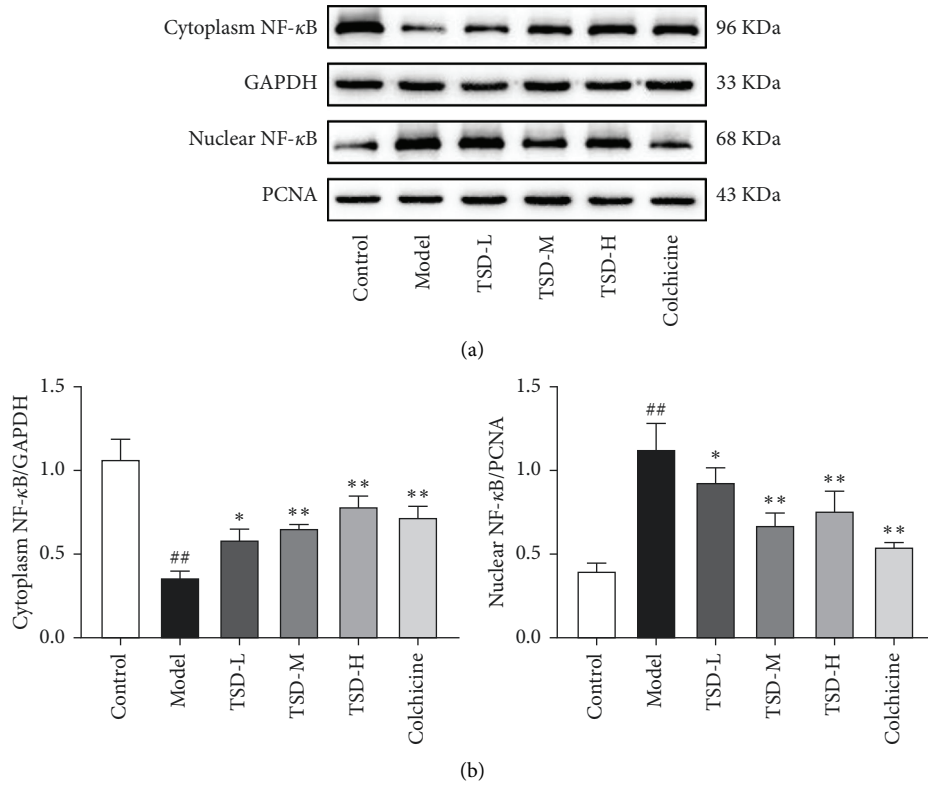 Cytoplasm NF-κB 96 KDa
GAPDH 33 KDa
Nuclear NF-κB 68 KDa
PCNA 43 KDa
Control Model TSD-L TSD-M TSD-H Colchicine
(a)
Cytoplasm NF-κB/GAPDH
1.5
1.0
0.5
0.0
##
*
**
**
**
Control Model TSD-L TSD-M TSD-H Colchicine
Nuclear NF-κB/PCNA
1.5
1.0
0.5
0.0
##
*
**
**
**
Control Model TSD-L TSD-M TSD-H Colchicine
(b)